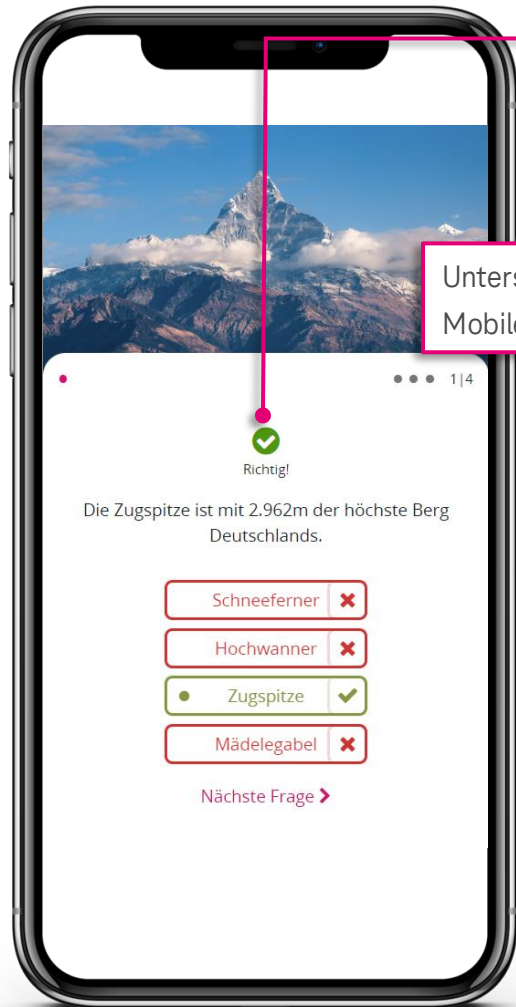 Unters
Mobile
1|4
Richtig!
Die Zugspitze ist mit 2.962m der höchste Berg
Deutschlands.
Schneeferner
Hochwanner
Zugspitze
Mädelegabel
Nächste Frage